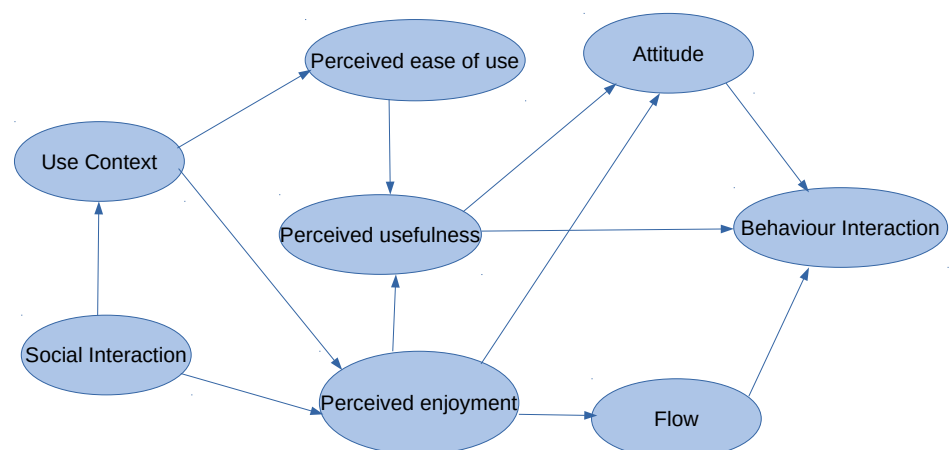 Perceived ease of use
Attitude
Use Context
Perceived usefulness
Behaviour Interaction
Social Interaction
Perceived enjoyment
Flow